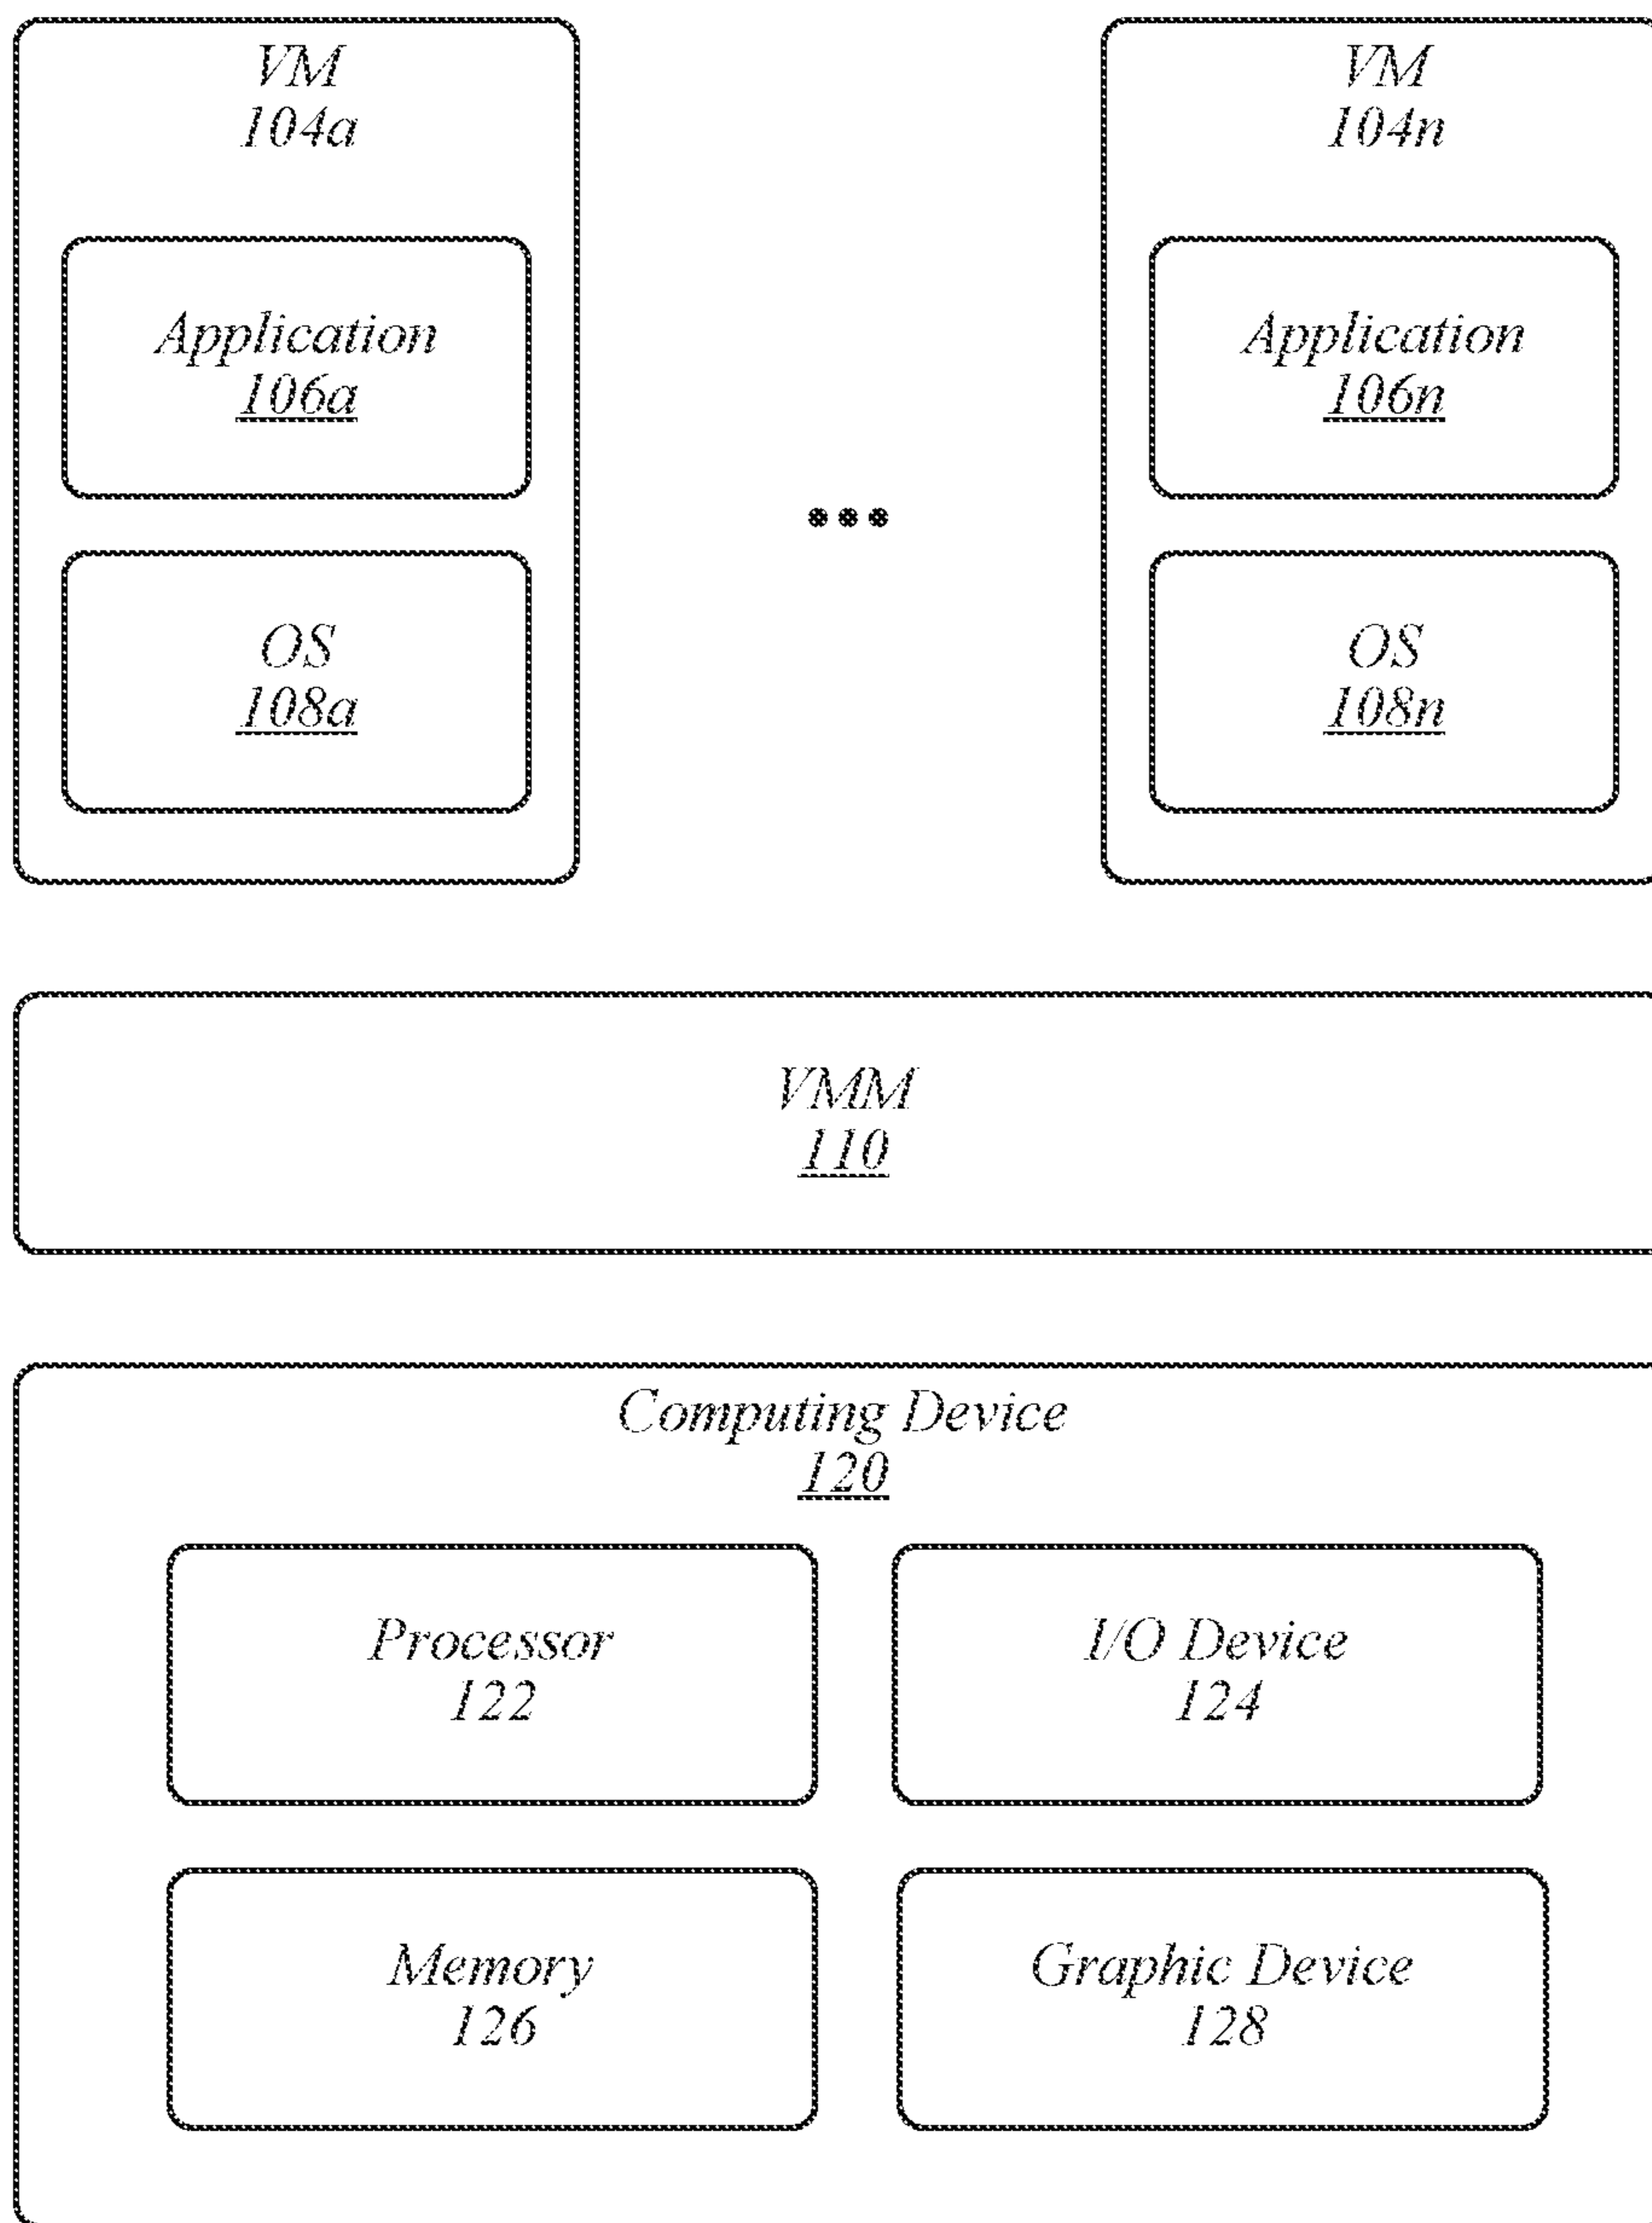 VM
104a
Application
106a
OS
108a
•••
VM
104n
Application
106n
OS
108n
VMM
110
Computing Device
120
Processor
122
I/O Device
124
Memory
126
Graphic Device
128